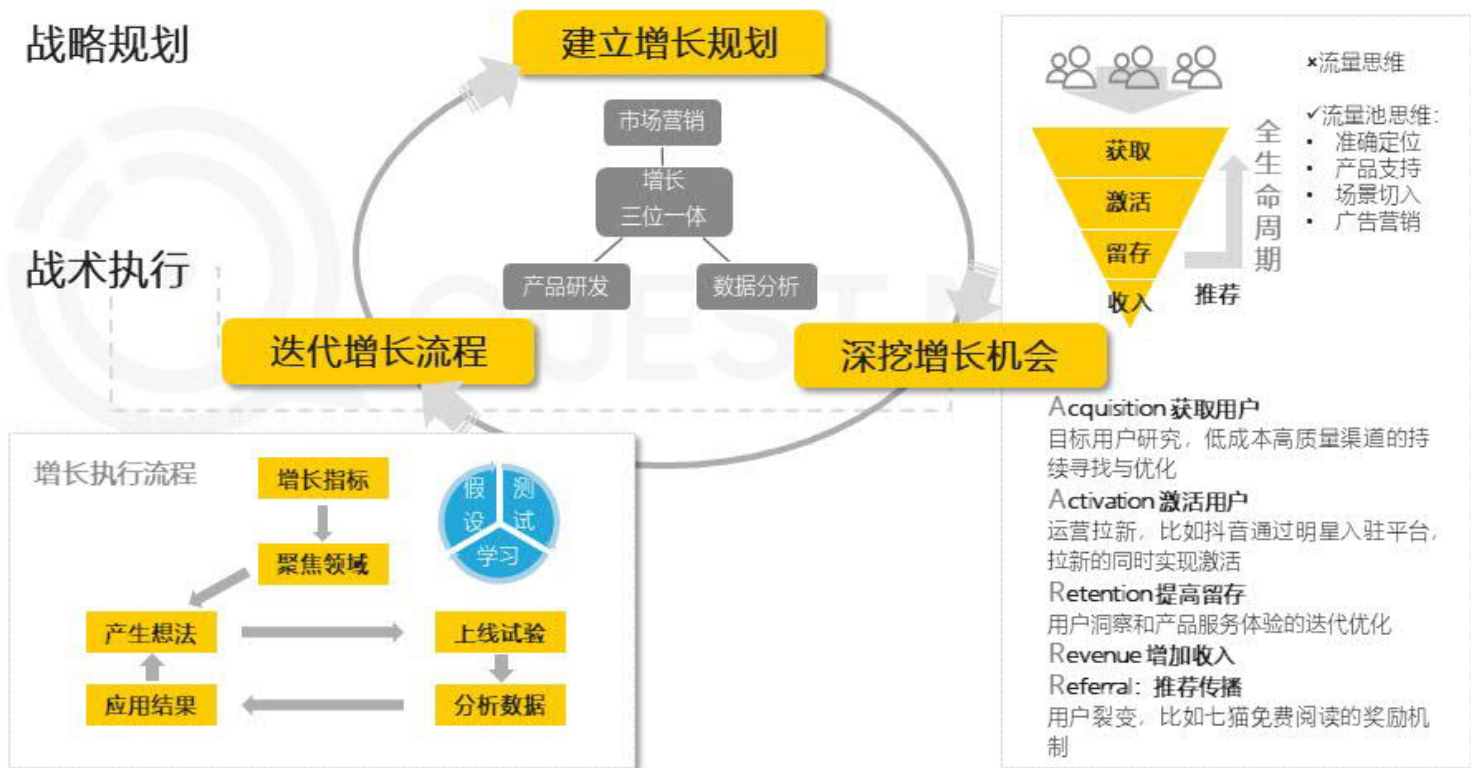 战略规划
建立增长规划
市场营销
增长
三位一体
产品研发
数据分析
战术执行
迭代增长流程
深挖增长机会
×流量思维
✓流量池思维：
• 准确定位
• 产品支持
• 场景切入
• 广告营销
获取
激活
留存
收入
推荐
全生命周期
Acquisition 获取用户
目标用户研究，低成本高质量渠道的持
续寻找与优化
Activation 激活用户
运营拉新，比如抖音通过明星入驻平台，
拉新的同时实现激活
Retention 提高留存
用户洞察和产品服务体验的迭代优化
Revenue 增加收入
Referral：推荐传播
用户裂变，比如七猫免费阅读的奖励机
制
增长执行流程
增长指标
聚焦领域
产生想法
上线试验
应用结果
分析数据
假设
测试
学习
QUEST M